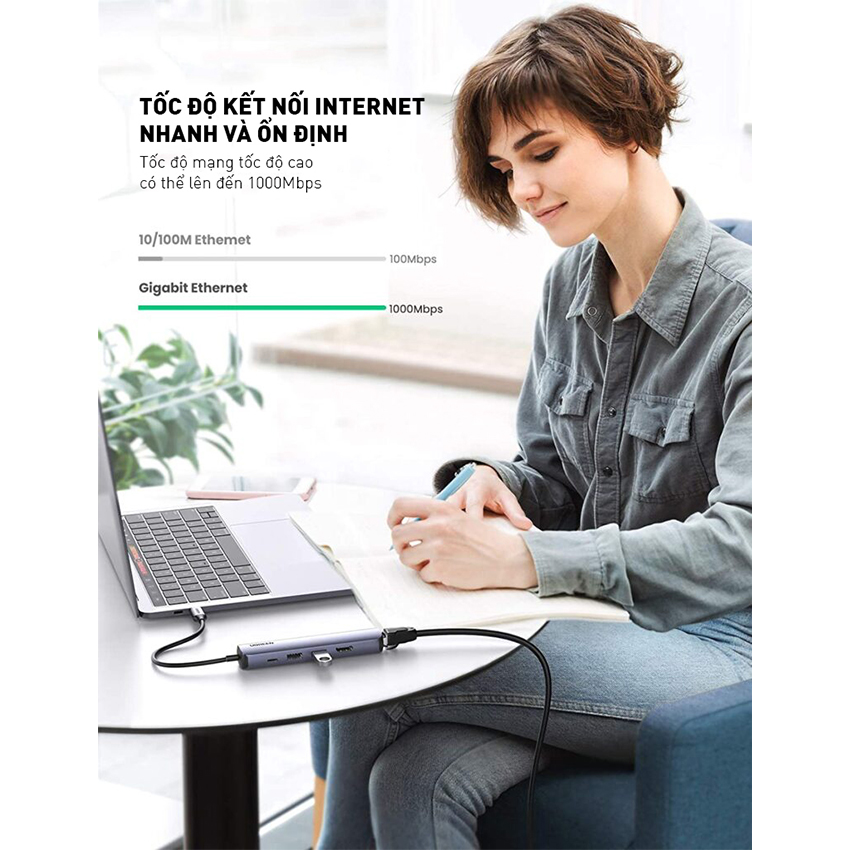 TỐC ĐỘ KẾT NỐI INTERNET
NHANH VÀ ỔN ĐỊNH
Tốc độ mạng tốc độ cao
có thể lên đến 1000Mbps
10/100M Ethemet
100Mbps
Gigabit Ethernet
1000Mbps
UGREEN